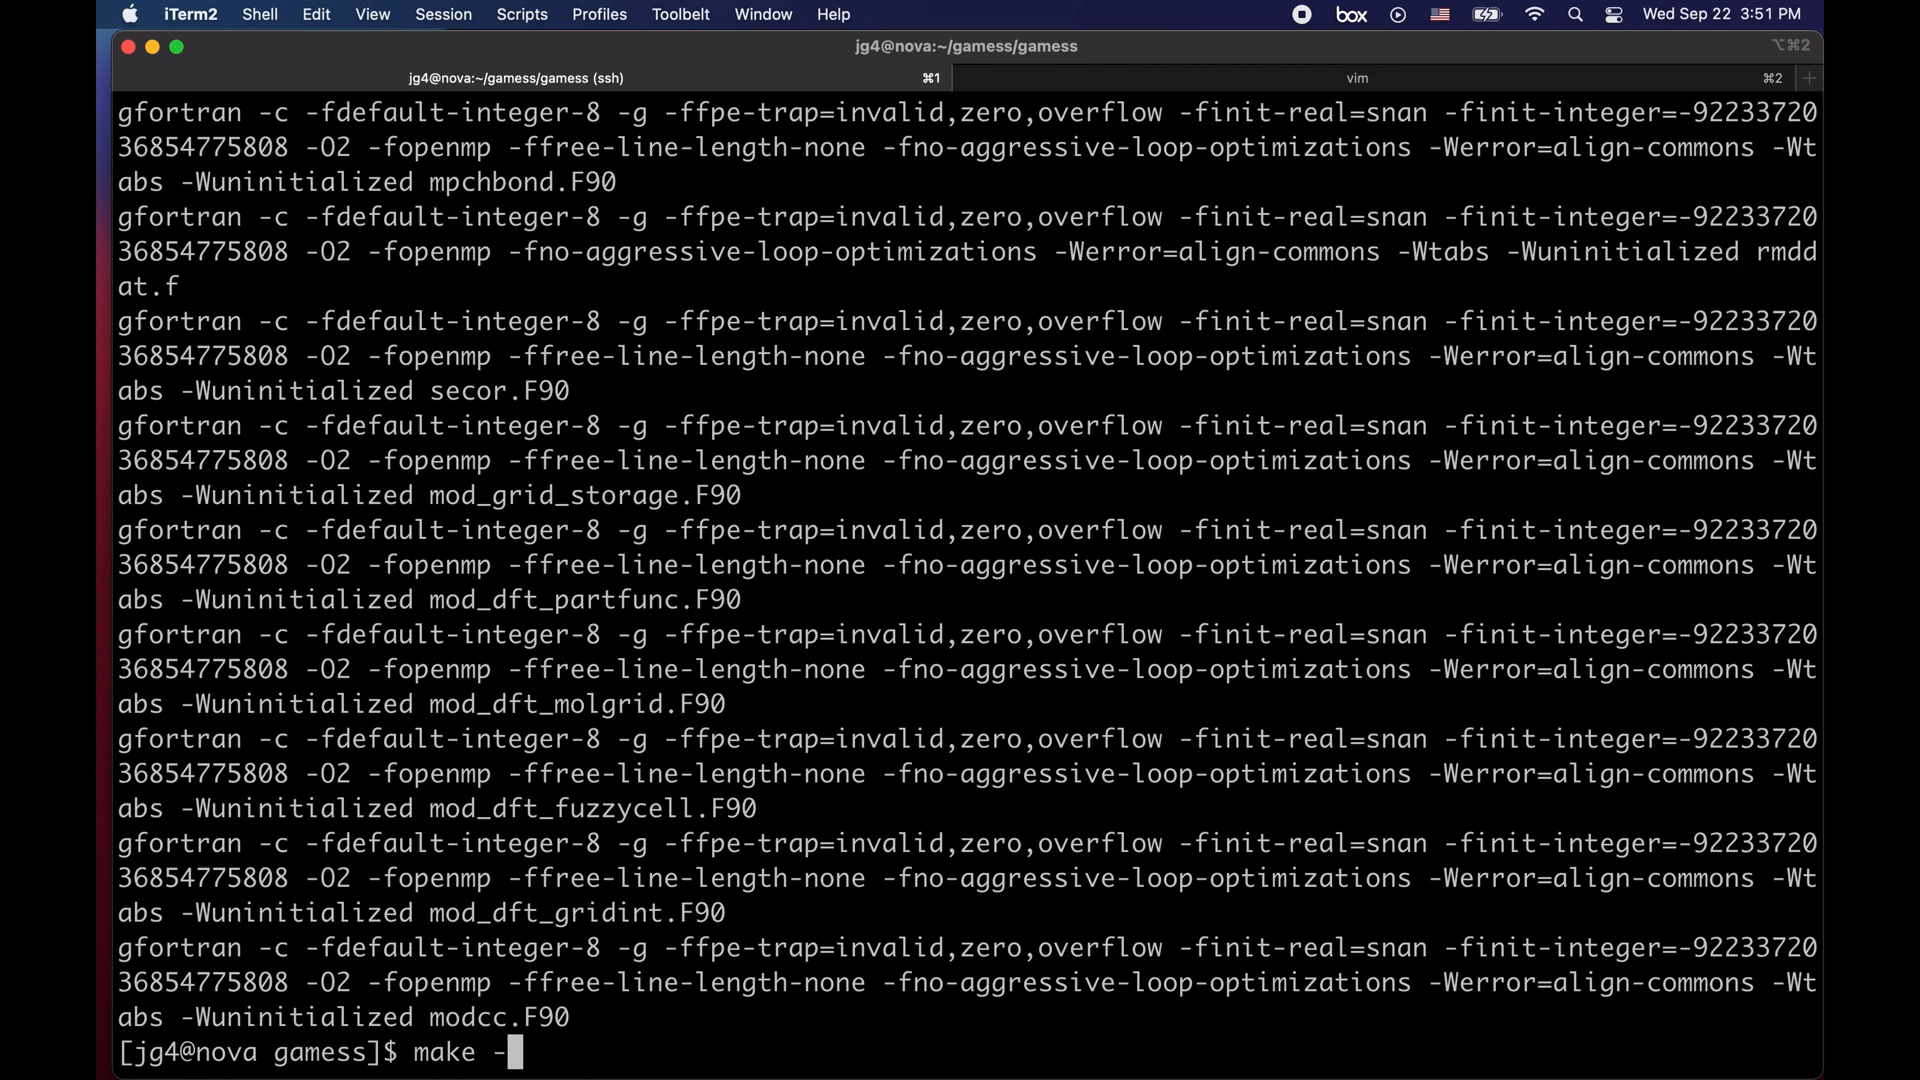 iTerm2 Shell Edit View Session Scripts Profiles Toolbelt Window Help box Wed Sep 22 3:51 PM
jg4@nova:~/gamess/gamess ⌥⌘2
jg4@nova:~/gamess/gamess (ssh) ⌘1 vim ⌘2 +
gfortran -c -fdefault-integer-8 -g -ffpe-trap=invalid,zero,overflow -finit-real=snan -finit-integer=-92233720
36854775808 -O2 -fopenmp -ffree-line-length-none -fno-aggressive-loop-optimizations -Werror=align-commons -Wt
abs -Wuninitialized mpchbond.F90
gfortran -c -fdefault-integer-8 -g -ffpe-trap=invalid,zero,overflow -finit-real=snan -finit-integer=-92233720
36854775808 -O2 -fopenmp -fno-aggressive-loop-optimizations -Werror=align-commons -Wtabs -Wuninitialized rmdd
at.f
gfortran -c -fdefault-integer-8 -g -ffpe-trap=invalid,zero,overflow -finit-real=snan -finit-integer=-92233720
36854775808 -O2 -fopenmp -ffree-line-length-none -fno-aggressive-loop-optimizations -Werror=align-commons -Wt
abs -Wuninitialized secor.F90
gfortran -c -fdefault-integer-8 -g -ffpe-trap=invalid,zero,overflow -finit-real=snan -finit-integer=-92233720
36854775808 -O2 -fopenmp -ffree-line-length-none -fno-aggressive-loop-optimizations -Werror=align-commons -Wt
abs -Wuninitialized mod_grid_storage.F90
gfortran -c -fdefault-integer-8 -g -ffpe-trap=invalid,zero,overflow -finit-real=snan -finit-integer=-92233720
36854775808 -O2 -fopenmp -ffree-line-length-none -fno-aggressive-loop-optimizations -Werror=align-commons -Wt
abs -Wuninitialized mod_dft_partfunc.F90
gfortran -c -fdefault-integer-8 -g -ffpe-trap=invalid,zero,overflow -finit-real=snan -finit-integer=-92233720
36854775808 -O2 -fopenmp -ffree-line-length-none -fno-aggressive-loop-optimizations -Werror=align-commons -Wt
abs -Wuninitialized mod_dft_molgrid.F90
gfortran -c -fdefault-integer-8 -g -ffpe-trap=invalid,zero,overflow -finit-real=snan -finit-integer=-92233720
36854775808 -O2 -fopenmp -ffree-line-length-none -fno-aggressive-loop-optimizations -Werror=align-commons -Wt
abs -Wuninitialized mod_dft_fuzzycell.F90
gfortran -c -fdefault-integer-8 -g -ffpe-trap=invalid,zero,overflow -finit-real=snan -finit-integer=-92233720
36854775808 -O2 -fopenmp -ffree-line-length-none -fno-aggressive-loop-optimizations -Werror=align-commons -Wt
abs -Wuninitialized mod_dft_gridint.F90
gfortran -c -fdefault-integer-8 -g -ffpe-trap=invalid,zero,overflow -finit-real=snan -finit-integer=-92233720
36854775808 -O2 -fopenmp -ffree-line-length-none -fno-aggressive-loop-optimizations -Werror=align-commons -Wt
abs -Wuninitialized modcc.F90
[jg4@nova gamess]$ make -